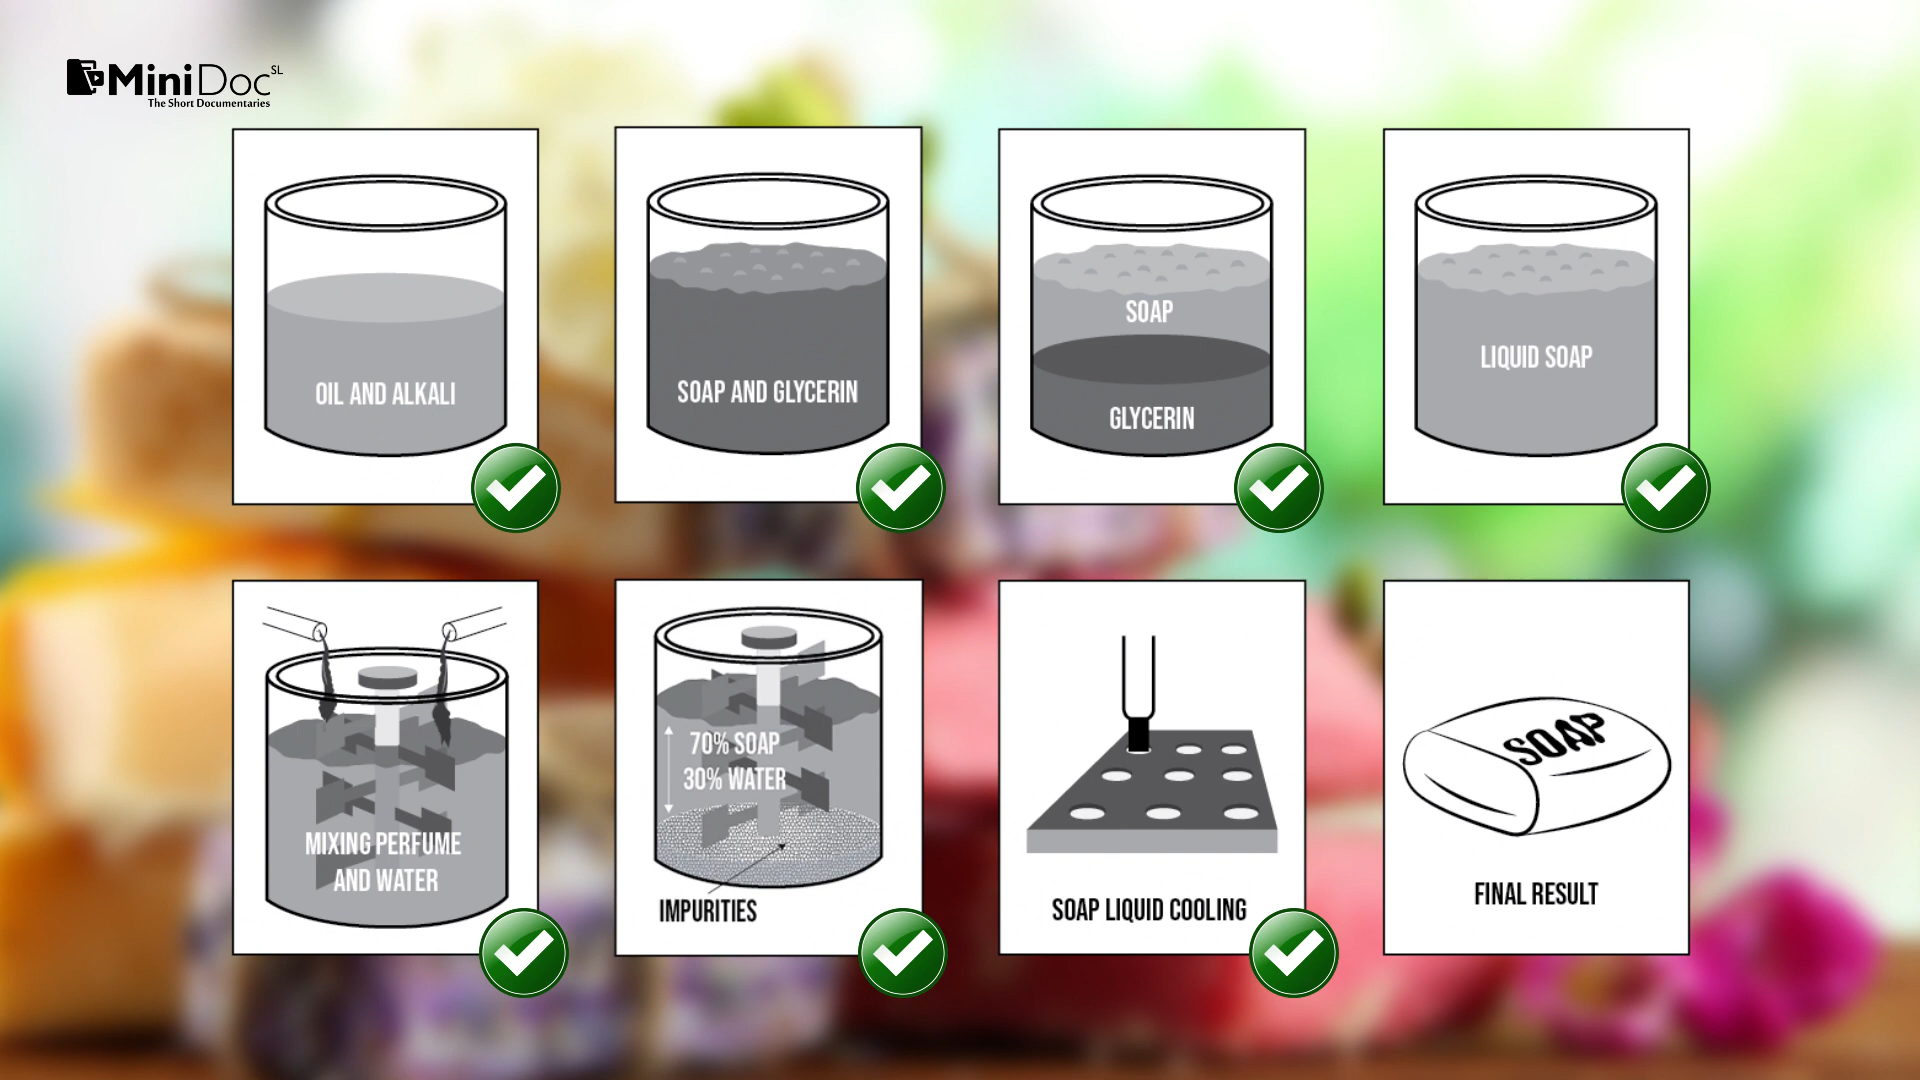 MiniDoc SL
The Short Documentaries
OIL AND ALKALI
SOAP AND GLYCERIN
SOAP
GLYCERIN
LIQUID SOAP
MIXING PERFUME
AND WATER
70% SOAP
30% WATER
IMPURITIES
SOAP LIQUID COOLING
SOAP
FINAL RESULT